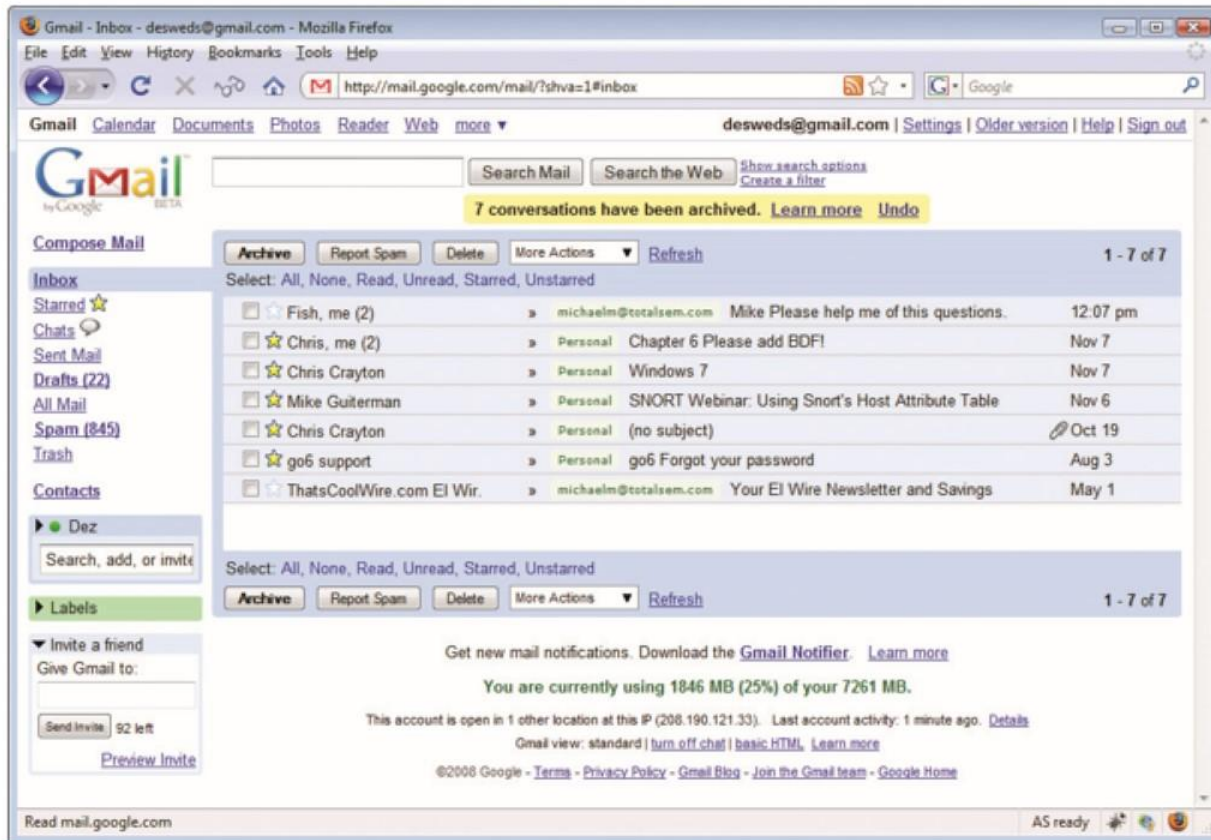 Gmail - Inbox - desweds@gmail.com - Mozilla Firefox
File Edit View History Bookmarks Tools Help
http://mail.google.com/mail/?shva=1#inbox G Google
Gmail Calendar Documents Photos Reader Web more ▼ desweds@gmail.com | Settings | Older version | Help | Sign out
Gmail by Google BETA
Search Mail Search the Web Show search options
Create a filter
7 conversations have been archived. Learn more Undo
Compose Mail
Archive Report Spam Delete More Actions ▼ Refresh 1 - 7 of 7
Inbox
Select: All, None, Read, Unread, Starred, Unstarred
Starred
Chats
Sent Mail
Drafts (22)
All Mail
Spam (845)
Trash
Contacts
Fish, me (2) » michaelm@totalsem.com Mike Please help me of this questions. 12:07 pm
Chris, me (2) » Personal Chapter 6 Please add BDF! Nov 7
Chris Crayton » Personal Windows 7 Nov 7
Mike Guiterman » Personal SNORT Webinar: Using Snort's Host Attribute Table Nov 6
Chris Crayton » Personal (no subject) Oct 19
go6 support » Personal go6 Forgot your password Aug 3
ThatsCoolWire.com El Wir. » michaelm@totalsem.com Your El Wire Newsletter and Savings May 1
Dez
Search, add, or invite
Select: All, None, Read, Unread, Starred, Unstarred
Archive Report Spam Delete More Actions ▼ Refresh 1 - 7 of 7
Labels
Invite a friend
Give Gmail to:
Send Invite 92 left
Preview Invite
Get new mail notifications. Download the Gmail Notifier. Learn more
You are currently using 1846 MB (25%) of your 7261 MB.
This account is open in 1 other location at this IP (208.190.121.33). Last account activity: 1 minute ago. Details
Gmail view: standard | turn off chat | basic HTML Learn more
©2008 Google - Terms - Privacy Policy - Gmail Blog - Join the Gmail team - Google Home
Read mail.google.com AS ready